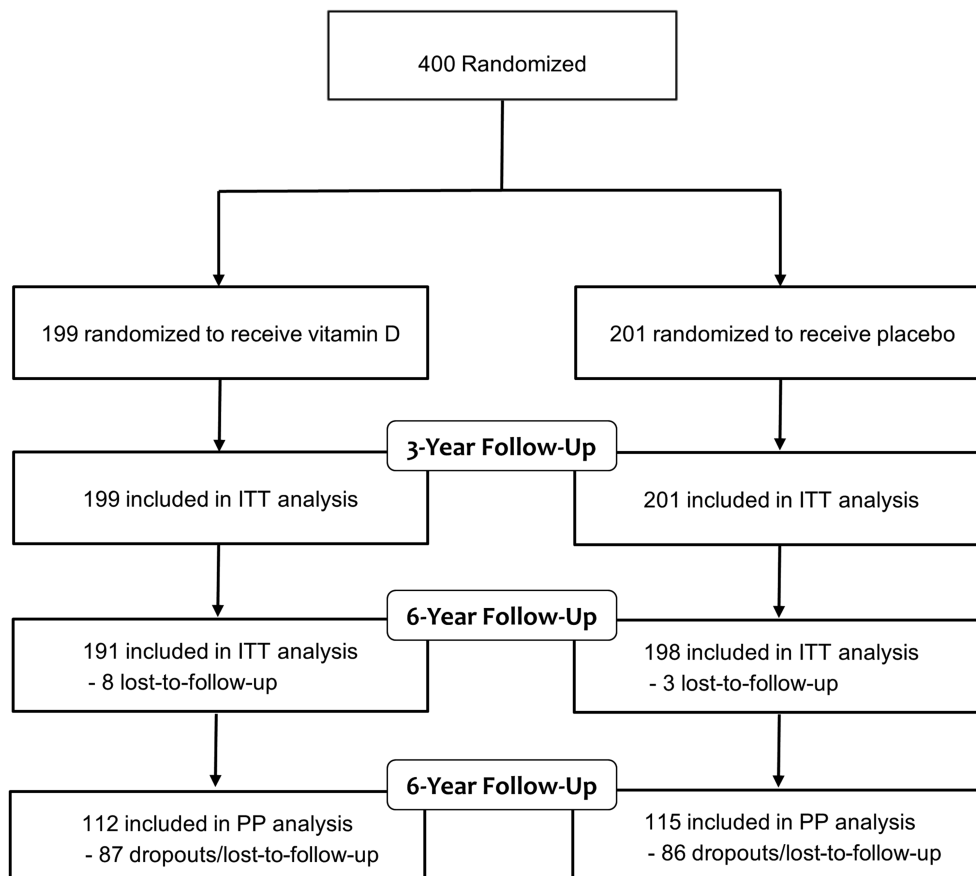 400 Randomized
199 randomized to receive vitamin D
201 randomized to receive placebo
3-Year Follow-Up
199 included in ITT analysis
201 included in ITT analysis
6-Year Follow-Up
191 included in ITT analysis
- 8 lost-to-follow-up
198 included in ITT analysis
- 3 lost-to-follow-up
6-Year Follow-Up
112 included in PP analysis
- 87 dropouts/lost-to-follow-up
115 included in PP analysis
- 86 dropouts/lost-to-follow-up